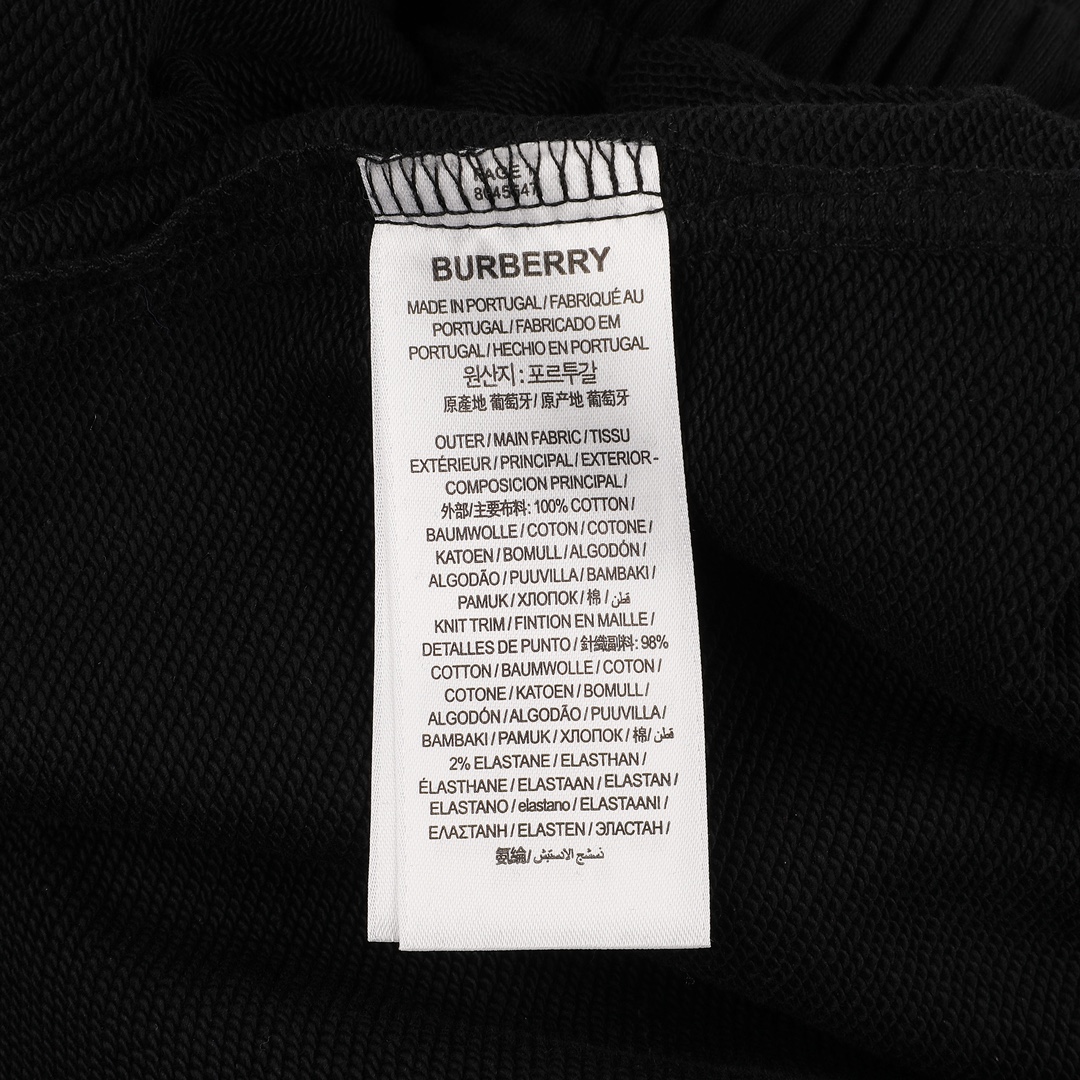 PAGE 1
8045547
BURBERRY
MADE IN PORTUGAL / FABRIQUÉ AU
PORTUGAL / FABRICADO EM
PORTUGAL / HECHIO EN PORTUGAL
원산지 : 포르투갈
原產地 葡萄牙 / 原产地 葡萄牙
OUTER / MAIN FABRIC / TISSU
EXTÉRIEUR / PRINCIPAL / EXTERIOR -
COMPOSICION PRINCIPAL /
外部/主要布料: 100% COTTON /
BAUMWOLLE / COTON / COTONE /
KATOEN / BOMULL / ALGODÓN /
ALGODÃO / PUUVILLA / BAMBAKI /
PAMUK / ХЛОПОК / 棉 / قطن
KNIT TRIM / FINTION EN MAILLE /
DETALLES DE PUNTO / 針織副料: 98%
COTTON / BAUMWOLLE / COTON /
COTONE / KATOEN / BOMULL /
ALGODÓN / ALGODÃO / PUUVILLA /
BAMBAKI / PAMUK / ХЛОПОК / 棉/ قطن
2% ELASTANE / ELASTHAN /
ÉLASTHANE / ELASTAAN / ELASTAN /
ELASTANO / elastano / ELASTAANI /
ΕΛΑΣΤΑΝΗ / ELASTEN / ЭЛАСТАН /
氨綸/